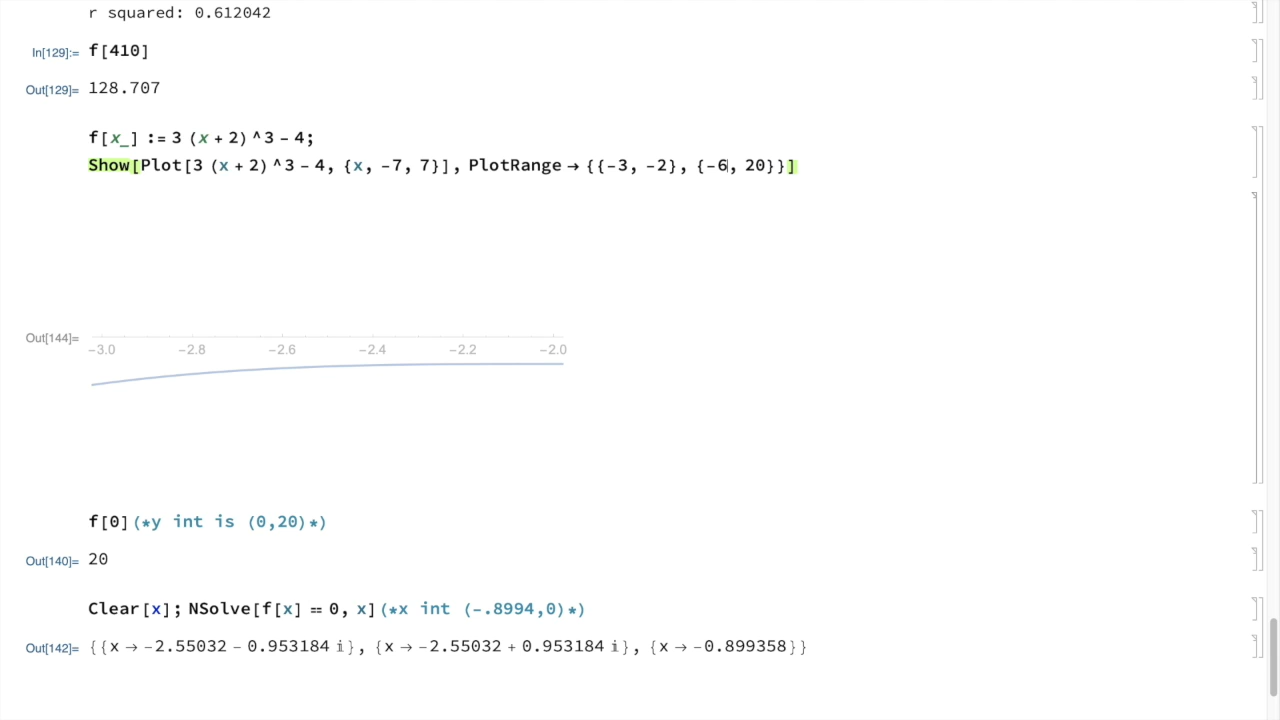 r squared: 0.612042
In[129]:= f[410]
Out[129]= 128.707
f[x_] := 3 (x + 2)^3 - 4;
Show[Plot[3 (x + 2)^3 - 4, {x, -7, 7}], PlotRange → {{-3, -2}, {-6, 20}}]
Out[144]=
-3.0 -2.8 -2.6 -2.4 -2.2 -2.0
f[0](*y int is (0,20)*)
Out[140]= 20
Clear[x]; NSolve[f[x] == 0, x](*x int (-.8994,0)*)
Out[142]= {{x → -2.55032 - 0.953184 i}, {x → -2.55032 + 0.953184 i}, {x → -0.899358}}